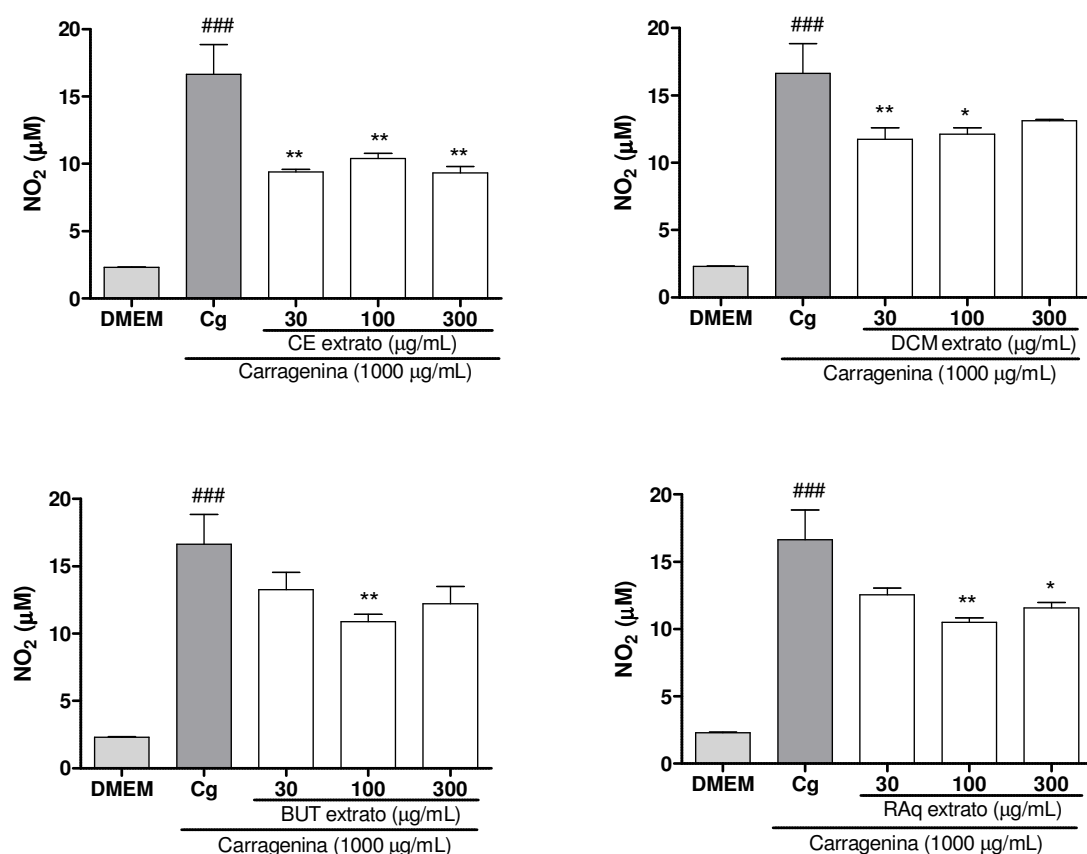 20
15
10
5
0
NO2 (μM)
###
**
**
**
DMEM Cg 30 100 300
CE extrato (μg/mL)
Carragenina (1000 μg/mL)
20
15
10
5
0
NO2 (μM)
###
**
*
DMEM Cg 30 100 300
DCM extrato (μg/mL)
Carragenina (1000 μg/mL)
20
15
10
5
0
NO2 (μM)
###
**
DMEM Cg 30 100 300
BUT extrato (μg/mL)
Carragenina (1000 μg/mL)
20
15
10
5
0
NO2 (μM)
###
**
*
DMEM Cg 30 100 300
RAq extrato (μg/mL)
Carragenina (1000 μg/mL)